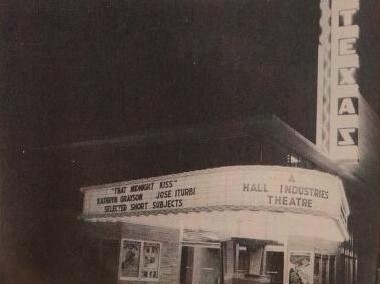 TEXAS
"THAT MIDNIGHT KISS"
KATHRYN GRAYSON JOSE ITURBI
SELECTED SHORT SUBJECTS
A
HALL INDUSTRIES
THEATRE